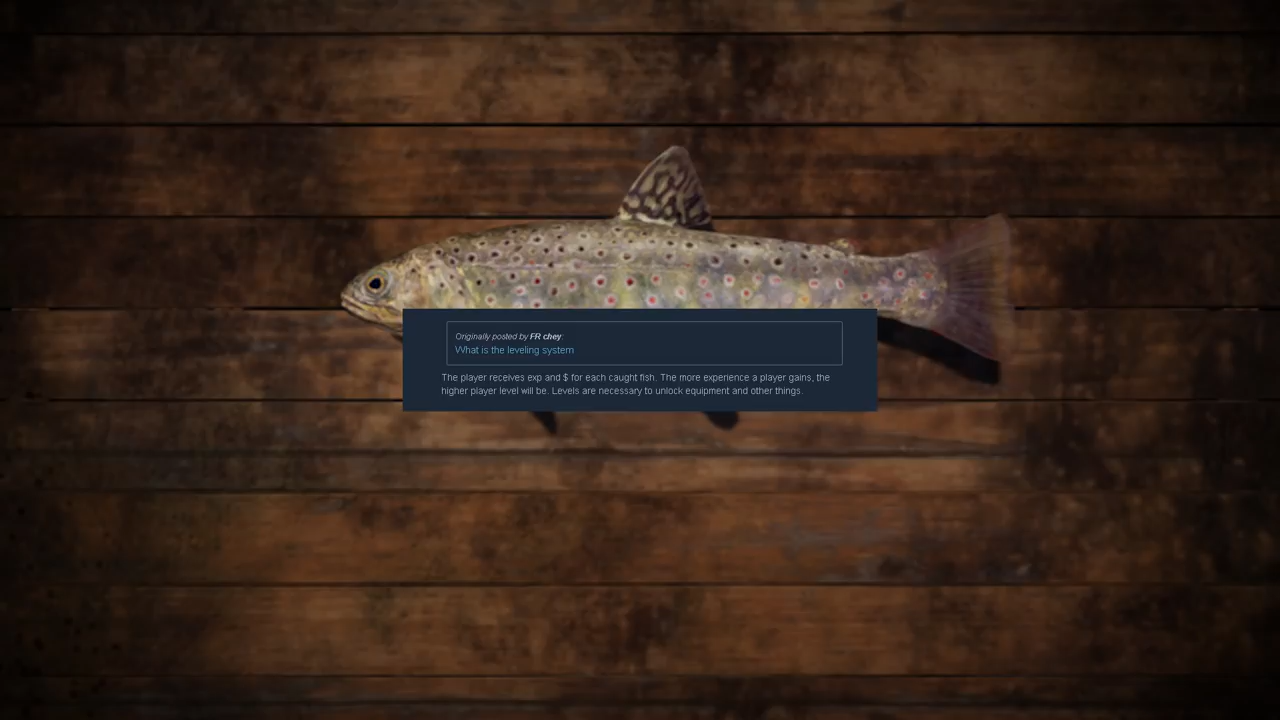 Originally posted by FR chey:
What is the leveling system
The player receives exp and $ for each caught fish. The more experience a player gains, the
higher player level will be. Levels are necessary to unlock equipment and other things.